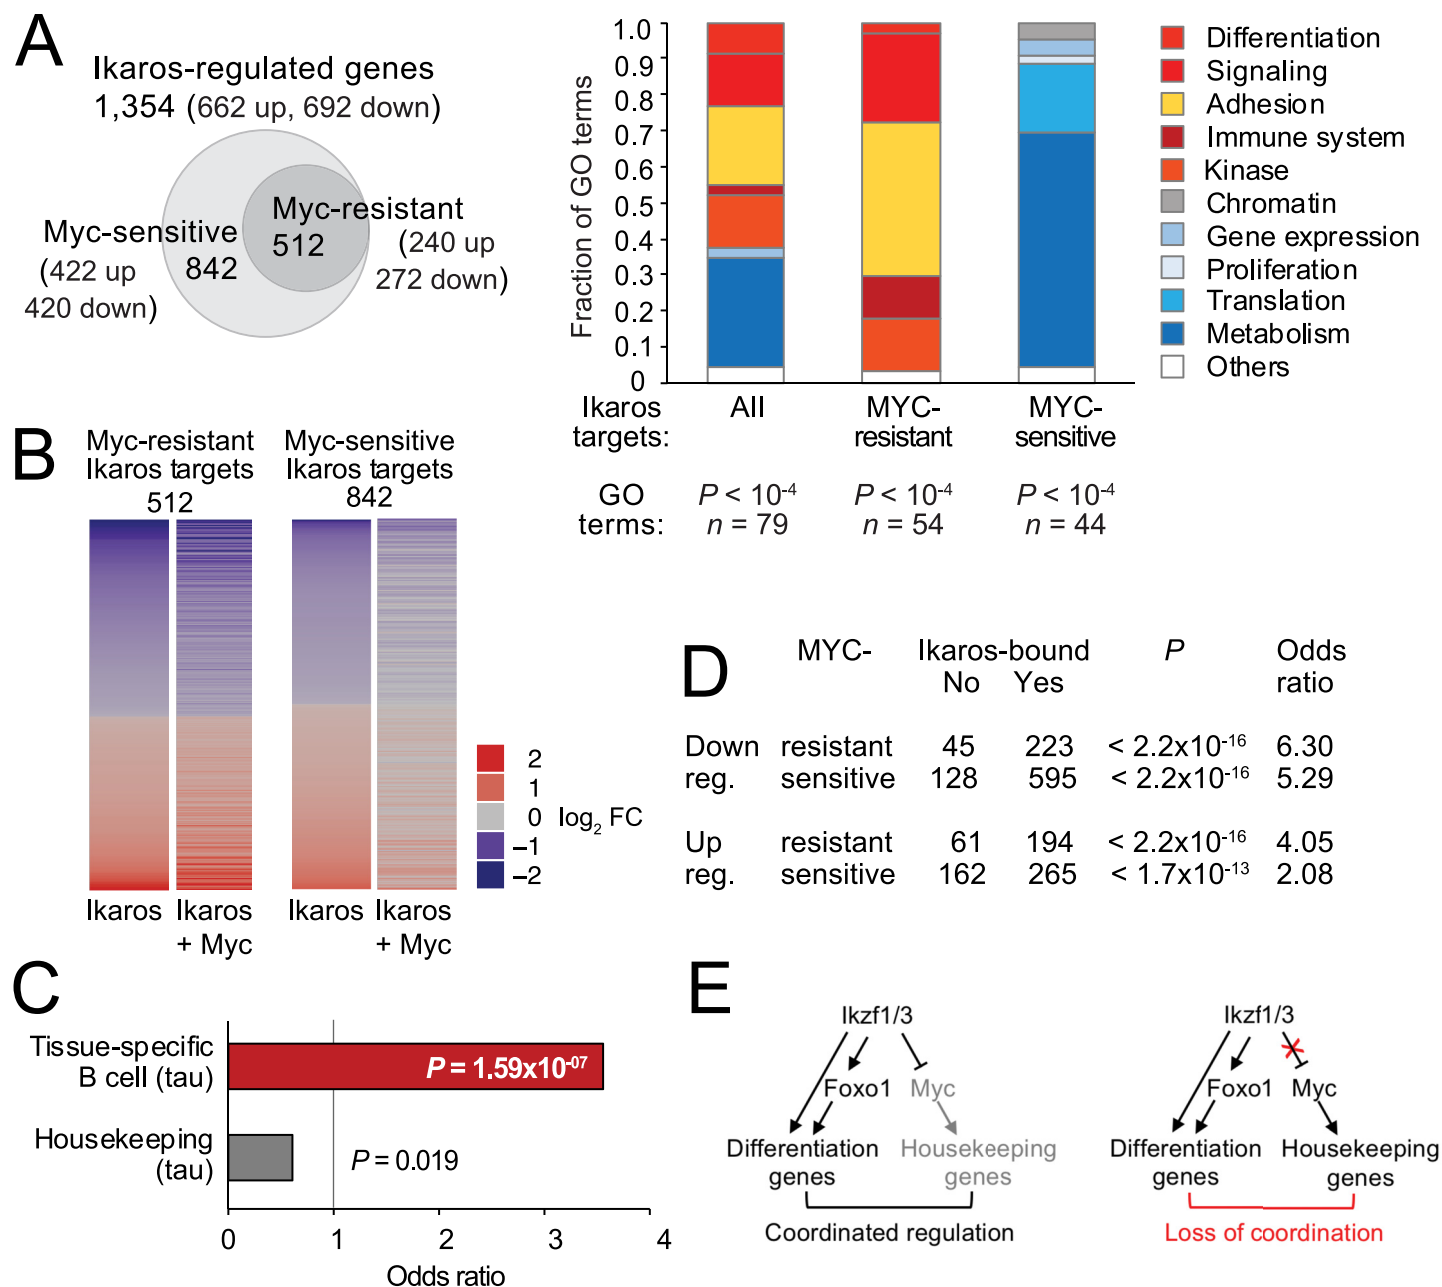 A
Ikaros-regulated genes
1,354 (662 up, 692 down)
Myc-sensitive
842
(422 up
420 down)
Myc-resistant
512
(240 up
272 down)
Fraction of GO terms
1.0
0.9
0.8
0.7
0.6
0.5
0.4
0.3
0.2
0.1
0
Ikaros targets:
All
MYC-resistant
MYC-sensitive
GO terms:
P < 10⁻⁴
n = 79
P < 10⁻⁴
n = 54
P < 10⁻⁴
n = 44
Differentiation
Signaling
Adhesion
Immune system
Kinase
Chromatin
Gene expression
Proliferation
Translation
Metabolism
Others
B
Myc-resistant
Ikaros targets
512
Myc-sensitive
Ikaros targets
842
Ikaros
Ikaros
+ Myc
Ikaros
Ikaros
+ Myc
2
1
0
–1
–2
log₂ FC
D
MYC- Ikaros-bound P Odds
No Yes ratio
Down resistant 45 223 < 2.2x10⁻¹⁶ 6.30
reg. sensitive 128 595 < 2.2x10⁻¹⁶ 5.29
Up resistant 61 194 < 2.2x10⁻¹⁶ 4.05
reg. sensitive 162 265 < 1.7x10⁻¹³ 2.08
C
Tissue-specific
B cell (tau)
P = 1.59x10⁻⁰⁷
Housekeeping
(tau)
P = 0.019
0 1 2 3 4
Odds ratio
E
Ikzf1/3
Foxo1 Myc
Differentiation
genes
Housekeeping
genes
Coordinated regulation
Ikzf1/3
Foxo1 Myc
Differentiation
genes
Housekeeping
genes
Loss of coordination